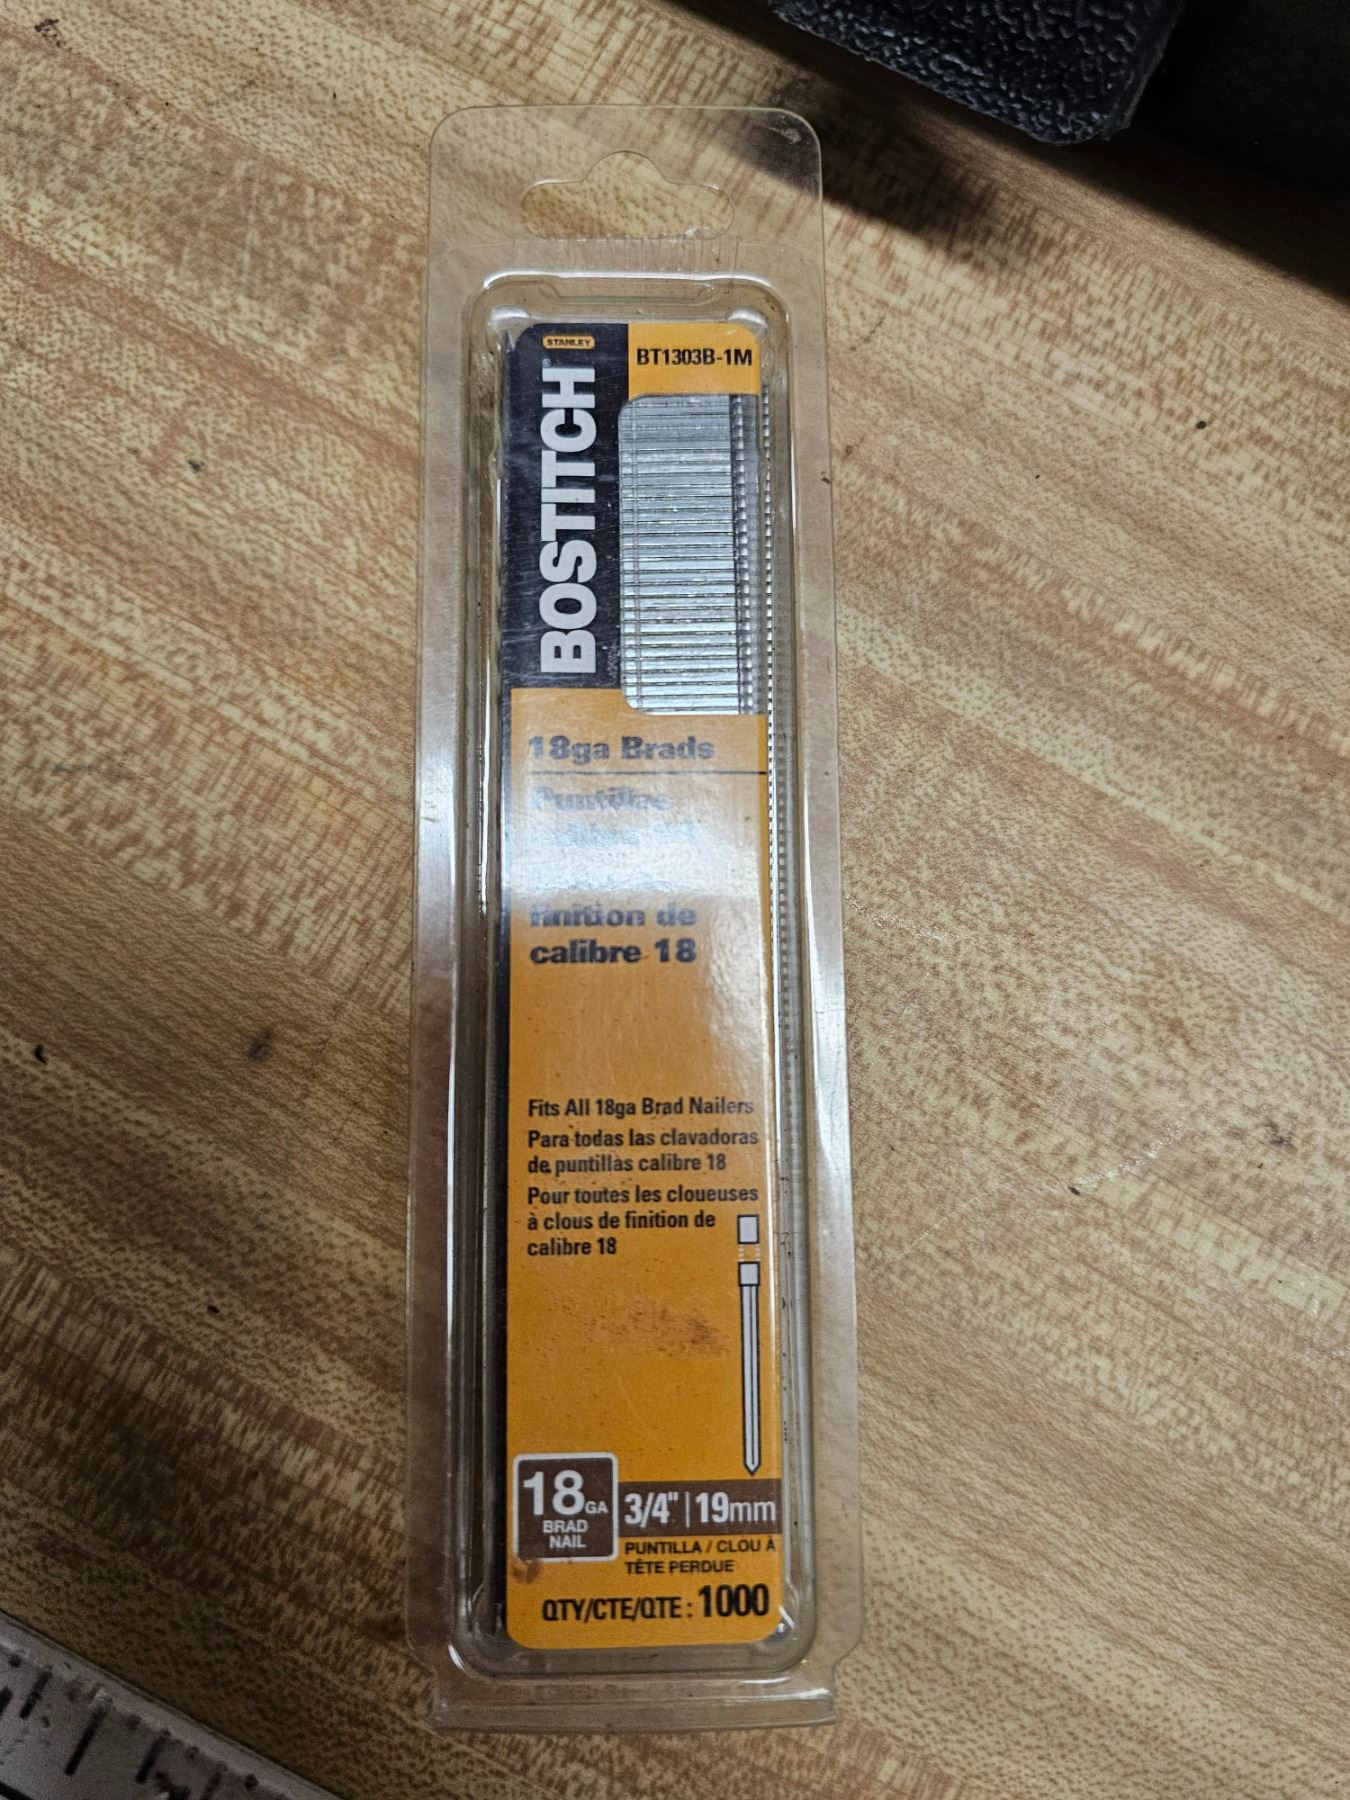 STANLEY
BOSTITCH®
BT1303B-1M
18ga Brads
Puntillas
finition de
calibre 18
Fits All 18ga Brad Nailers
Para todas las clavadoras
de puntillas calibre 18
Pour toutes les cloueuses
à clous de finition de
calibre 18
18GA
BRAD
NAIL
3/4" | 19mm
PUNTILLA / CLOU À
TÊTE PERDUE
QTY/CTE/QTE : 1000